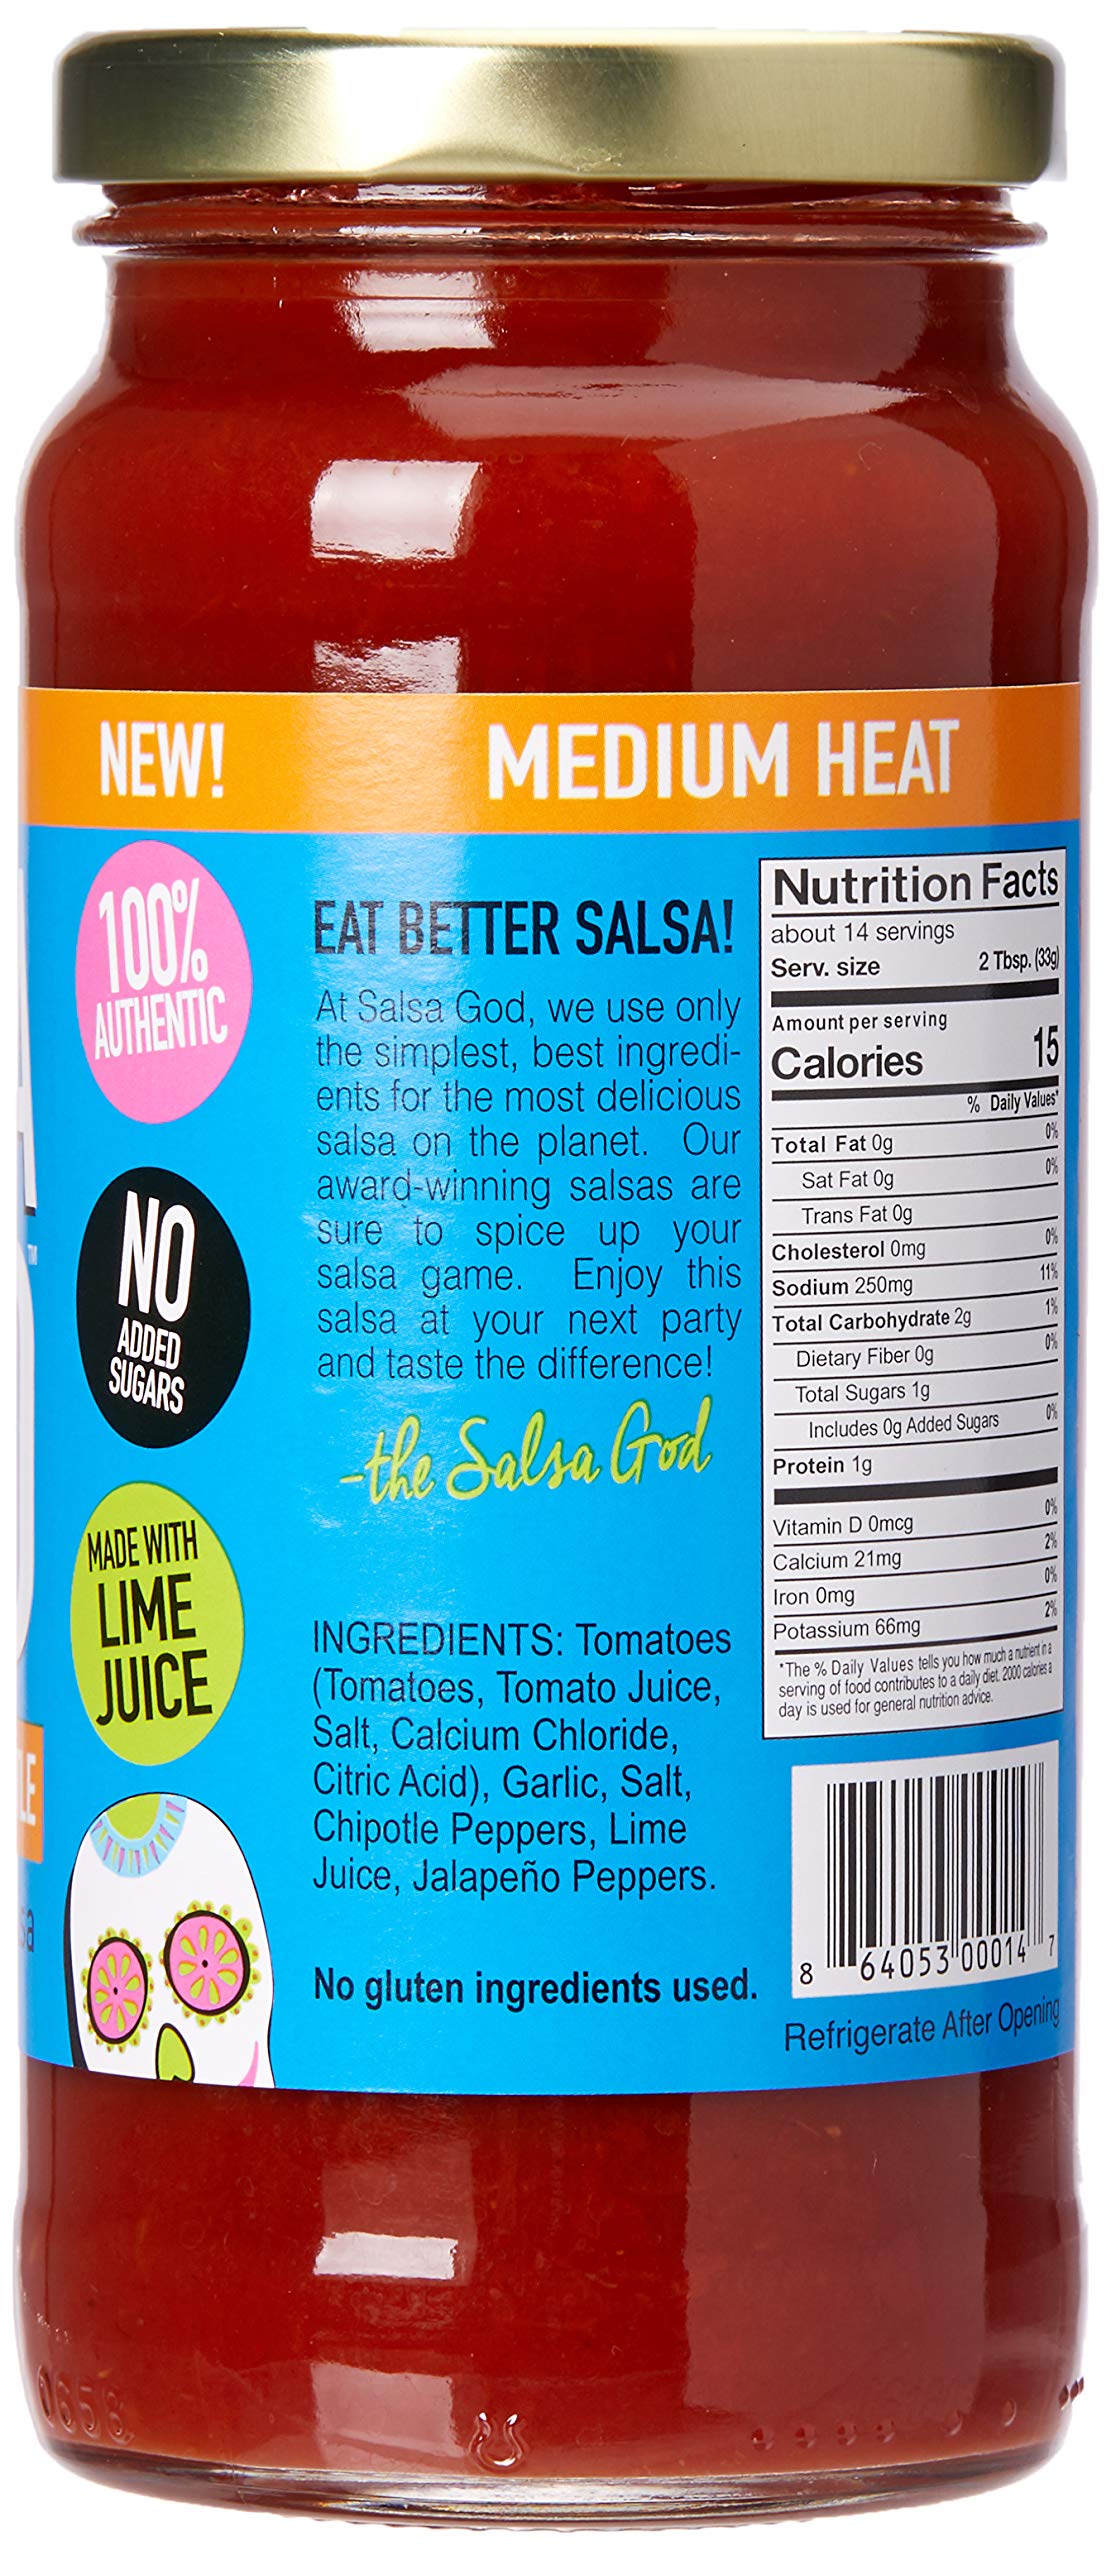 NEW!
MEDIUM HEAT
100%
AUTHENTIC
NO
ADDED
SUGARS
MADE WITH
LIME
JUICE
EAT BETTER SALSA!
At Salsa God, we use only
the simplest, best ingredi-
ents for the most delicious
salsa on the planet. Our
award-winning salsas are
sure to spice up your
salsa game. Enjoy this
salsa at your next party
and taste the difference!
-the Salsa God
INGREDIENTS: Tomatoes
(Tomatoes, Tomato Juice,
Salt, Calcium Chloride,
Citric Acid), Garlic, Salt,
Chipotle Peppers, Lime
Juice, Jalapeño Peppers.
No gluten ingredients used.
Nutrition Facts
about 14 servings
Serv. size 2 Tbsp. (33g)
Amount per serving
Calories 15
% Daily Values*
Total Fat 0g 0%
Sat Fat 0g 0%
Trans Fat 0g
Cholesterol 0mg 0%
Sodium 250mg 11%
Total Carbohydrate 2g 1%
Dietary Fiber 0g 0%
Total Sugars 1g
Includes 0g Added Sugars 0%
Protein 1g
Vitamin D 0mcg 0%
Calcium 21mg 2%
Iron 0mg 0%
Potassium 66mg 2%
*The % Daily Values tells you how much a nutrient in a
serving of food contributes to a daily diet. 2000 calories a
day is used for general nutrition advice.
8 64053 00014 7
Refrigerate After Opening